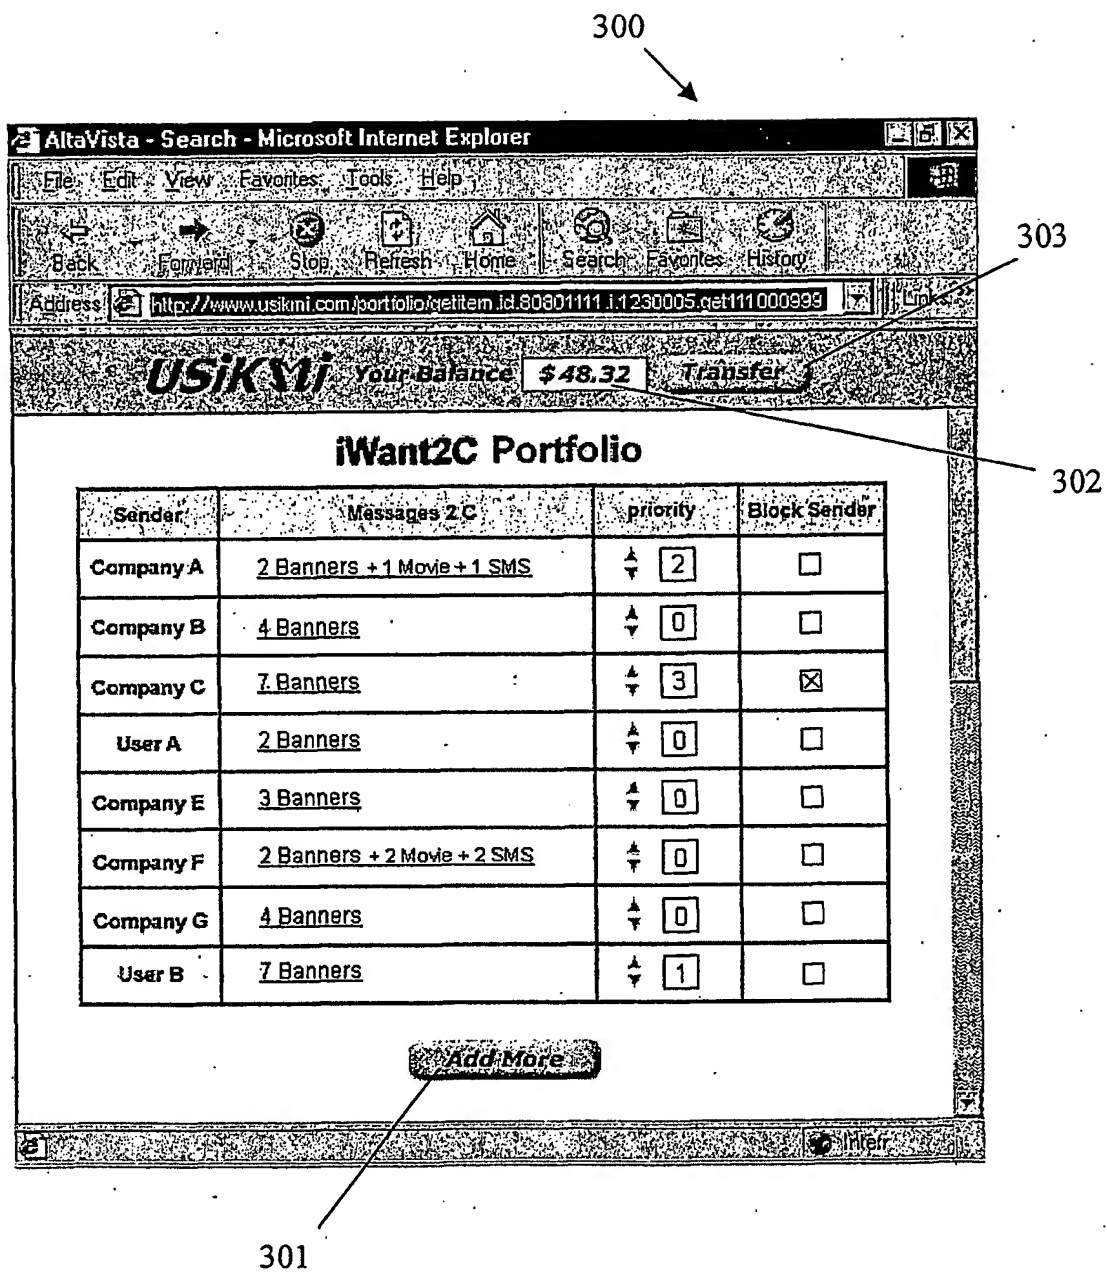 300
AltaVista - Search - Microsoft Internet Explorer
File Edit View Favorites Tools Help
Back Forward Stop Refresh Home Search Favorites History
303
Address http://www.usikmi.com/portfolio/getitem.id.80801111.i.1230005.get111000999 Links
USiKMi Your Balance $48.32 Transfer
iWant2C Portfolio
302
Sender Messages 2 C priority Block Sender
Company A 2 Banners + 1 Movie + 1 SMS 2
Company B 4 Banners 0
Company C 7 Banners 3
User A 2 Banners 0
Company E 3 Banners 0
Company F 2 Banners + 2 Movie + 2 SMS 0
Company G 4 Banners 0
User B 7 Banners 1
Add More
301